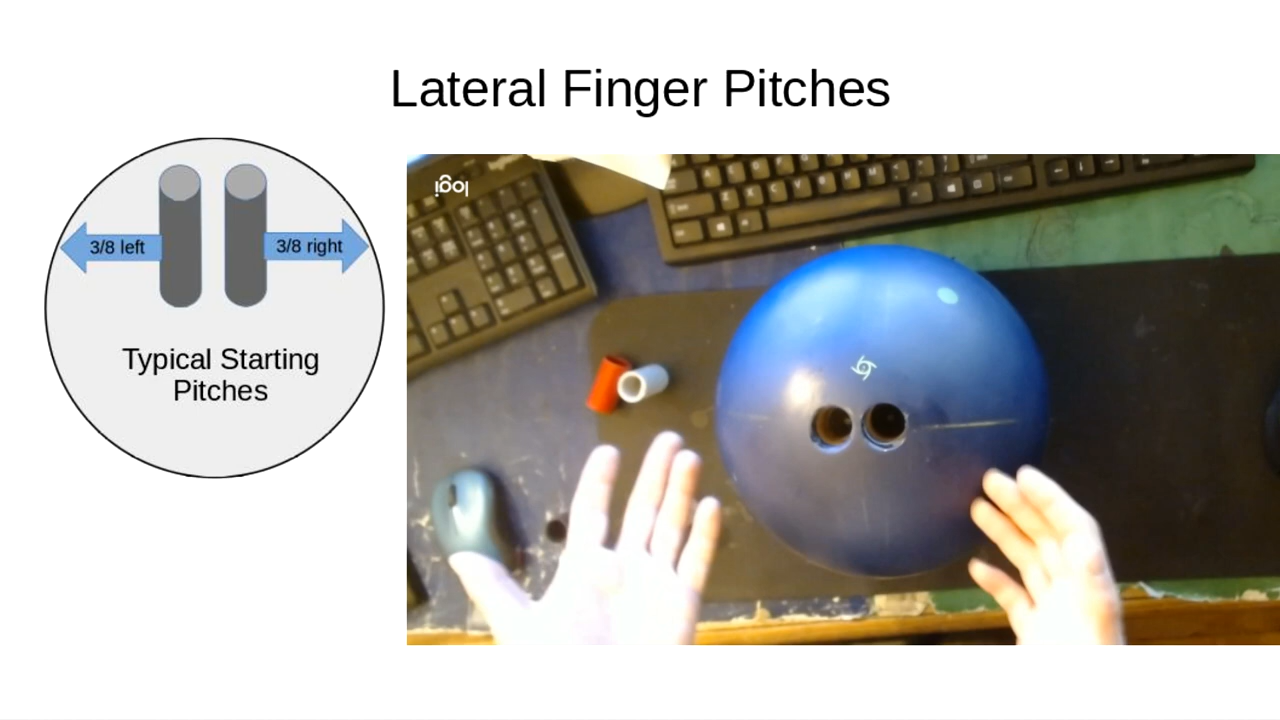 Lateral Finger Pitches
3/8 left
3/8 right
Typical Starting
Pitches
logi